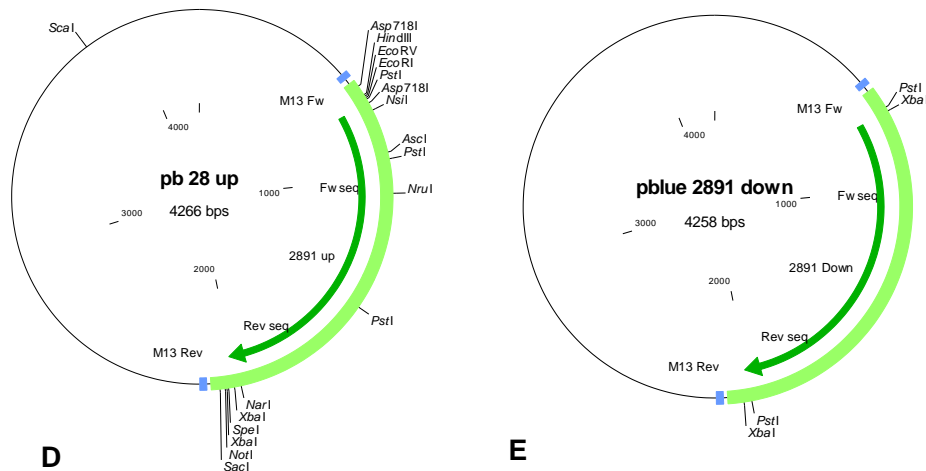 ScaI
Asp718I
HindIII
EcoRV
EcoRI
PstI
Asp718I
NsiI
M13 Fw
AscI
PstI
4000
pb 28 up
4266 bps
1000
Fw seq
NruI
3000
2891 up
2000
PstI
Rev seq
M13 Rev
NarI
XbaI
SpeI
XbaI
NotI
SacI
D
PstI
XbaI
M13 Fw
4000
pblue 2891 down
4258 bps
1000
Fw seq
3000
2891 Down
2000
Rev seq
M13 Rev
PstI
XbaI
E